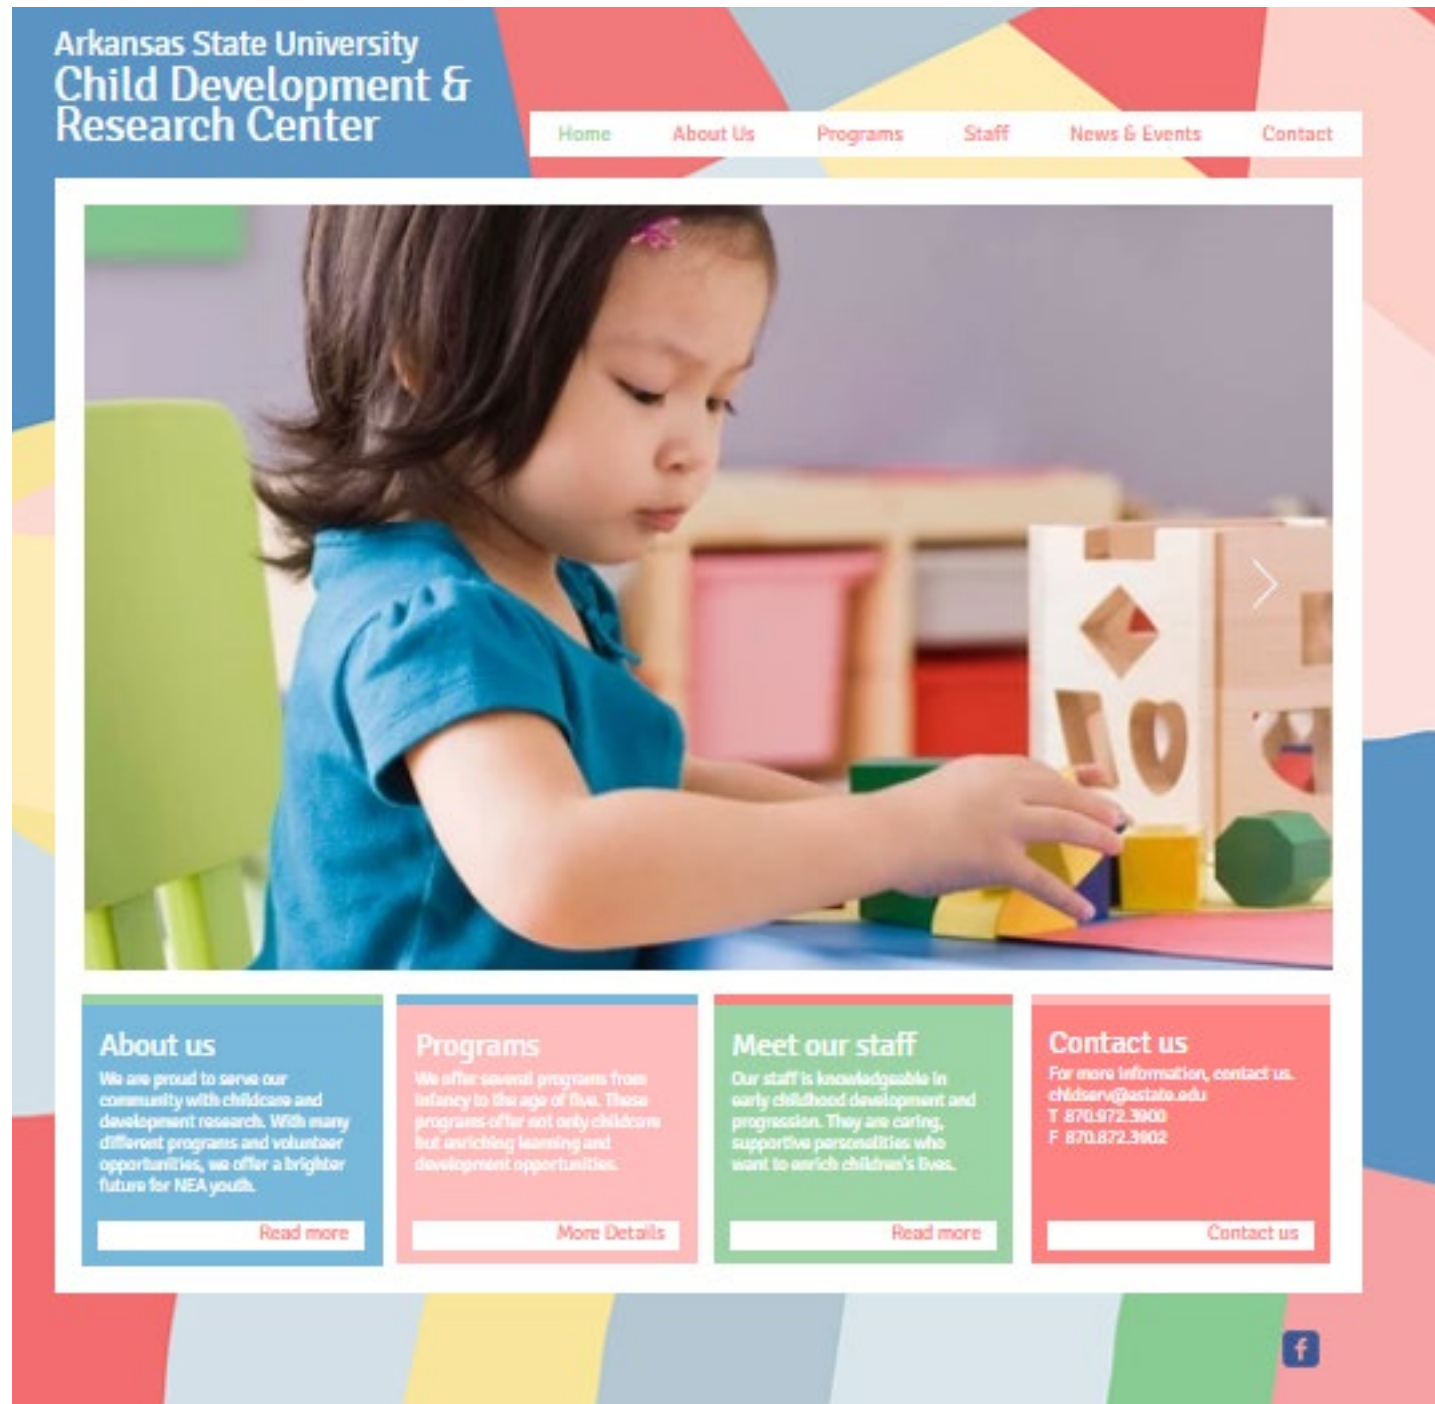 Arkansas State University
Child Development &
Research Center
Home About Us Programs Staff News & Events Contact
About us
We are proud to serve our
community with childcare and
development research. With many
different programs and volunteer
opportunities, we offer a brighter
future for NEA youth.
Read more
Programs
We offer several programs from
infancy to the age of five. These
programs offer not only childcare
but enriching learning and
development opportunities.
More Details
Meet our staff
Our staff is knowledgeable in
early childhood development and
progression. They are caring,
supportive personalities who
want to enrich children's lives.
Read more
Contact us
For more information, contact us.
chldserv@astate.edu
T 870.972.3900
F 870.872.3902
Contact us
f